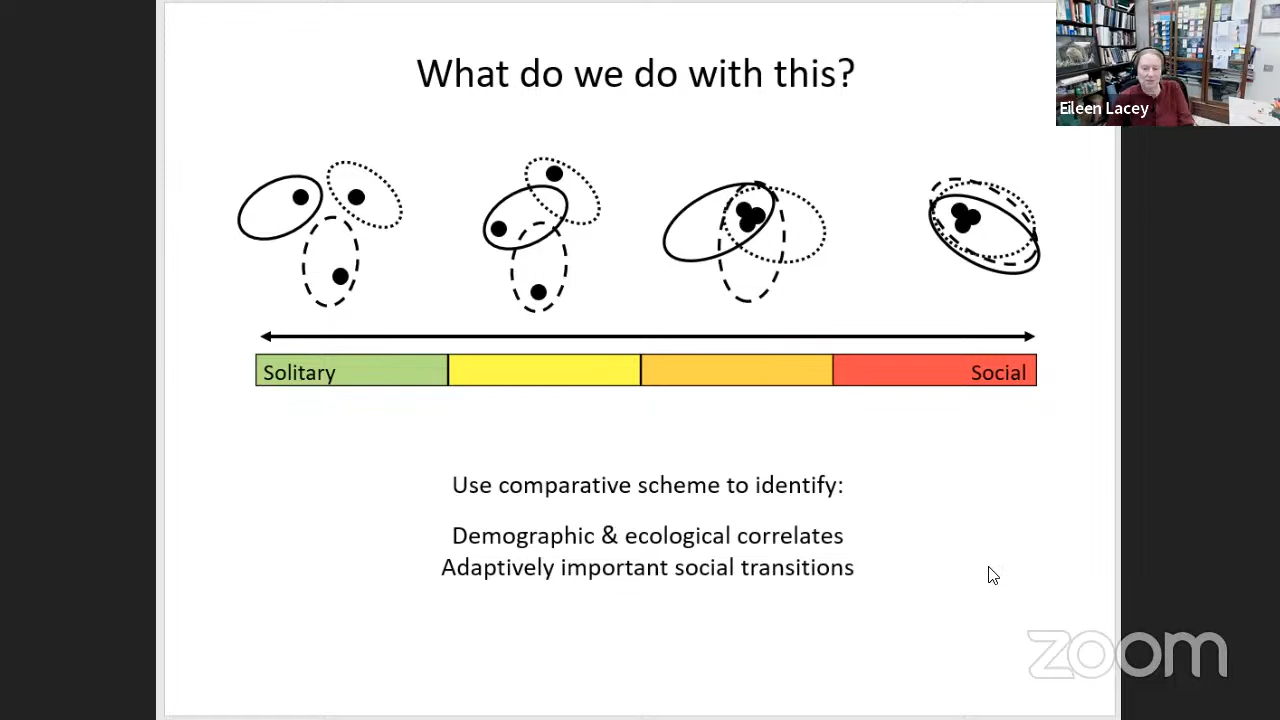 What do we do with this?
Eileen Lacey
Solitary
Social
Use comparative scheme to identify:
Demographic & ecological correlates
Adaptively important social transitions
zoom